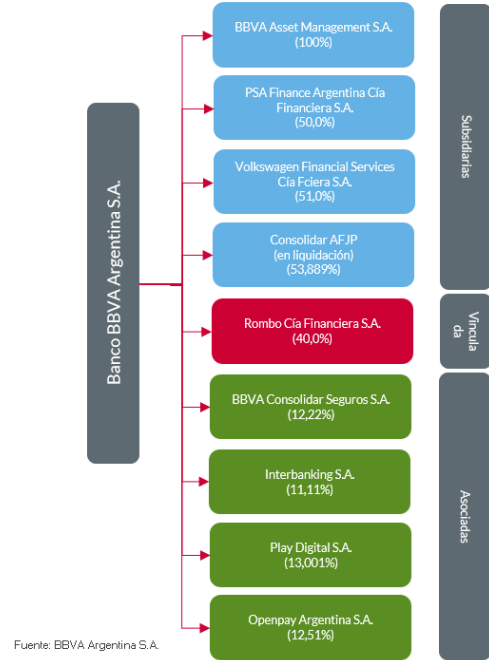 Banco BBVA Argentina S.A.
BBVA Asset Management S.A.
(100%)
PSA Finance Argentina Cía
Financiera S.A.
(50,0%)
Volkswagen Financial Services
Cía Fciera S.A.
(51,0%)
Consolidar AFJP
(en liquidación)
(53,889%)
Subsidiarias
Rombo Cía Financiera S.A.
(40,0%)
Víncula
da
BBVA Consolidar Seguros S.A.
(12,22%)
Interbanking S.A.
(11,11%)
Play Digital S.A.
(13,001%)
Openpay Argentina S.A.
(12,51%)
Asociadas
Fuente: BBVA Argentina S.A.